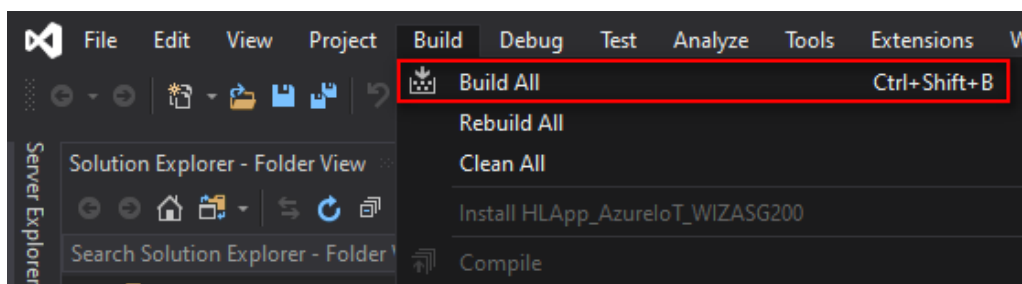 File Edit View Project Build Debug Test Analyze Tools Extensions
Build All Ctrl+Shift+B
Rebuild All
Clean All
Install HLApp_AzureIoT_WIZASG200
Compile
Server Explorer
Solution Explorer - Folder View
Search Solution Explorer - Folder